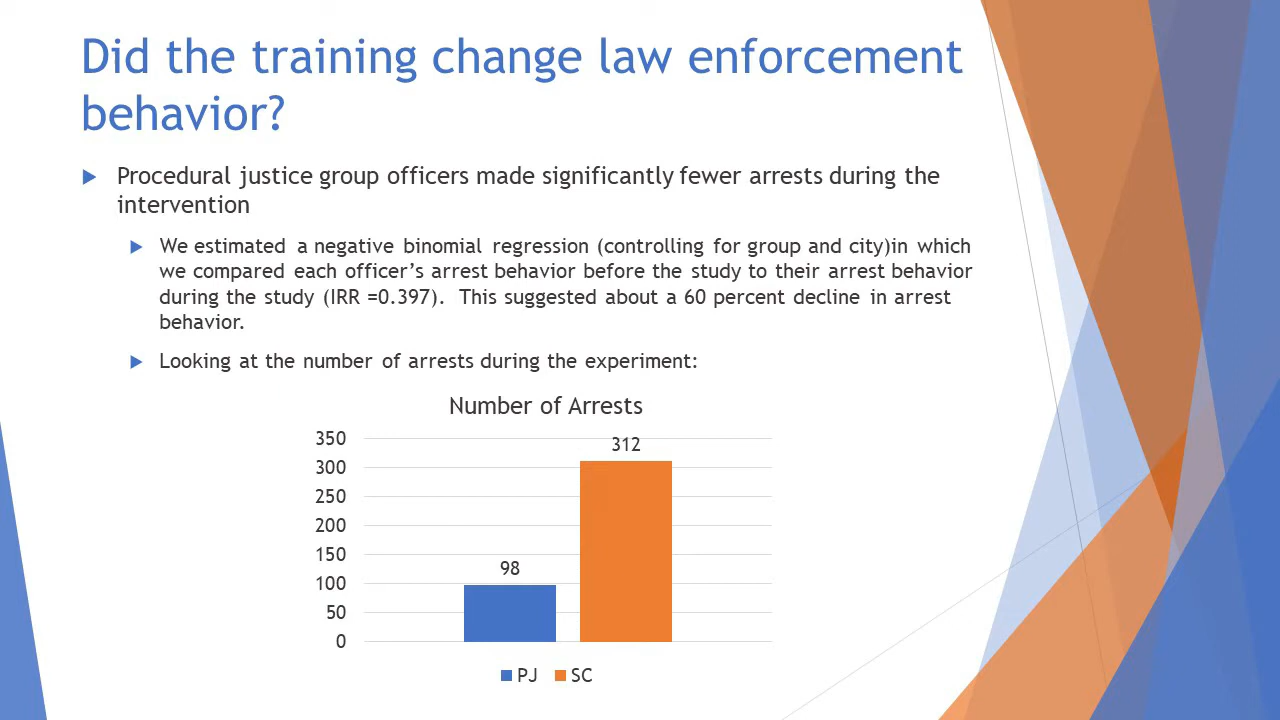 Did the training change law enforcement
behavior?
Procedural justice group officers made significantly fewer arrests during the
intervention
We estimated a negative binomial regression (controlling for group and city)in which
we compared each officer’s arrest behavior before the study to their arrest behavior
during the study (IRR =0.397). This suggested about a 60 percent decline in arrest
behavior.
Looking at the number of arrests during the experiment:
Number of Arrests
350
300
250
200
150
100
50
0
98
312
PJ SC